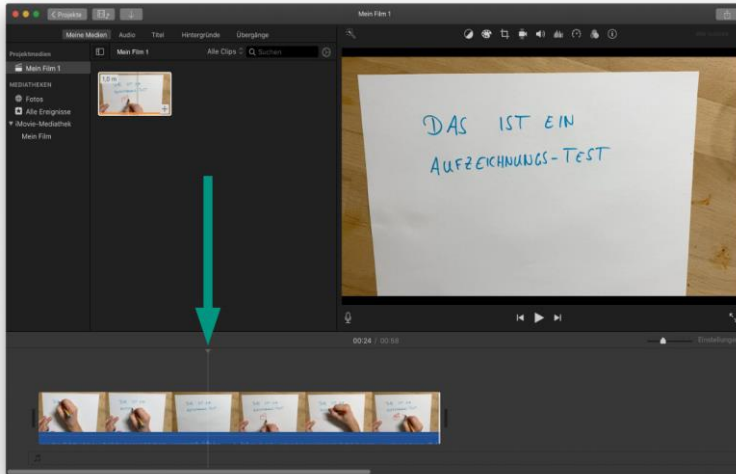 Projekte
Mein Film 1
Meine Medien Audio Titel Hintergründe Übergänge
Projektmedien
Mein Film 1
Alle Clips
Suchen
Mein Film 1
MEDIATHEKEN
Fotos
Alle Ereignisse
iMovie-Mediathek
Mein Film
1,0 m
DAS IST EIN
AUFZEICHNUNGS-TEST
00:24 / 00:58